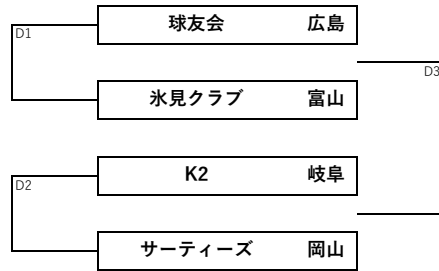 球友会 広島
D1
D3
氷見クラブ 富山
K2 岐阜
D2
サーティーズ 岡山